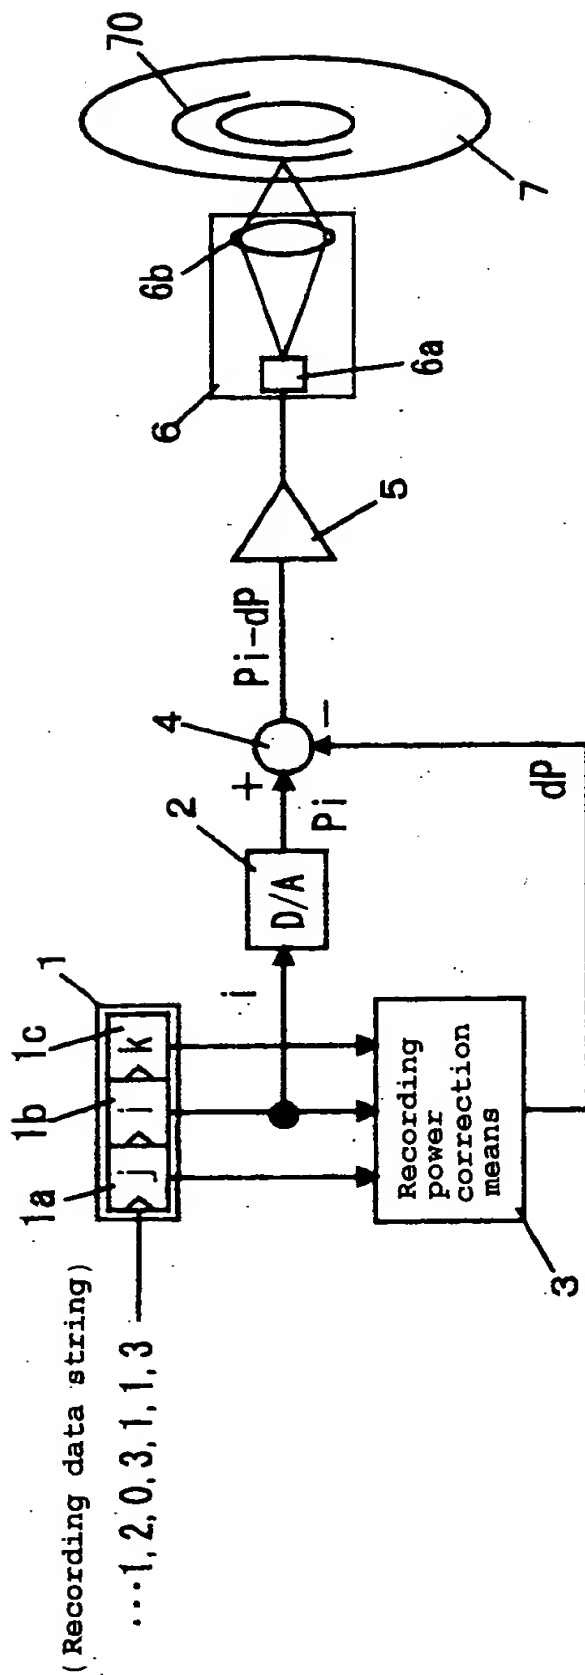 (Recording data string)
···1,2,0,3,1,1,3
1
1a
1b
1c
j
i
k
i
2
D/A
Recording
power
correction
means
3
Pi
+
4
−
dP
Pi-dP
5
6
6a
6b
7
70